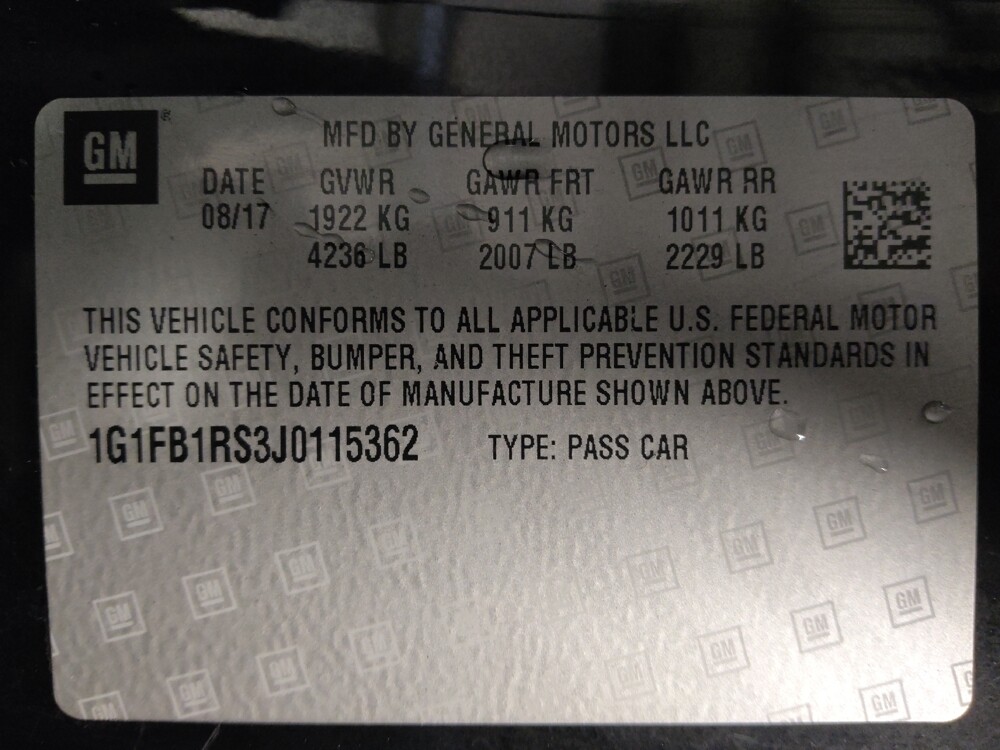 GM
MFD BY GENERAL MOTORS LLC
DATE GVWR GAWR FRT GAWR RR
08/17 1922 KG 911 KG 1011 KG
4236 LB 2007 LB 2229 LB
THIS VEHICLE CONFORMS TO ALL APPLICABLE U.S. FEDERAL MOTOR
VEHICLE SAFETY, BUMPER, AND THEFT PREVENTION STANDARDS IN
EFFECT ON THE DATE OF MANUFACTURE SHOWN ABOVE.
1G1FB1RS3J0115362 TYPE: PASS CAR